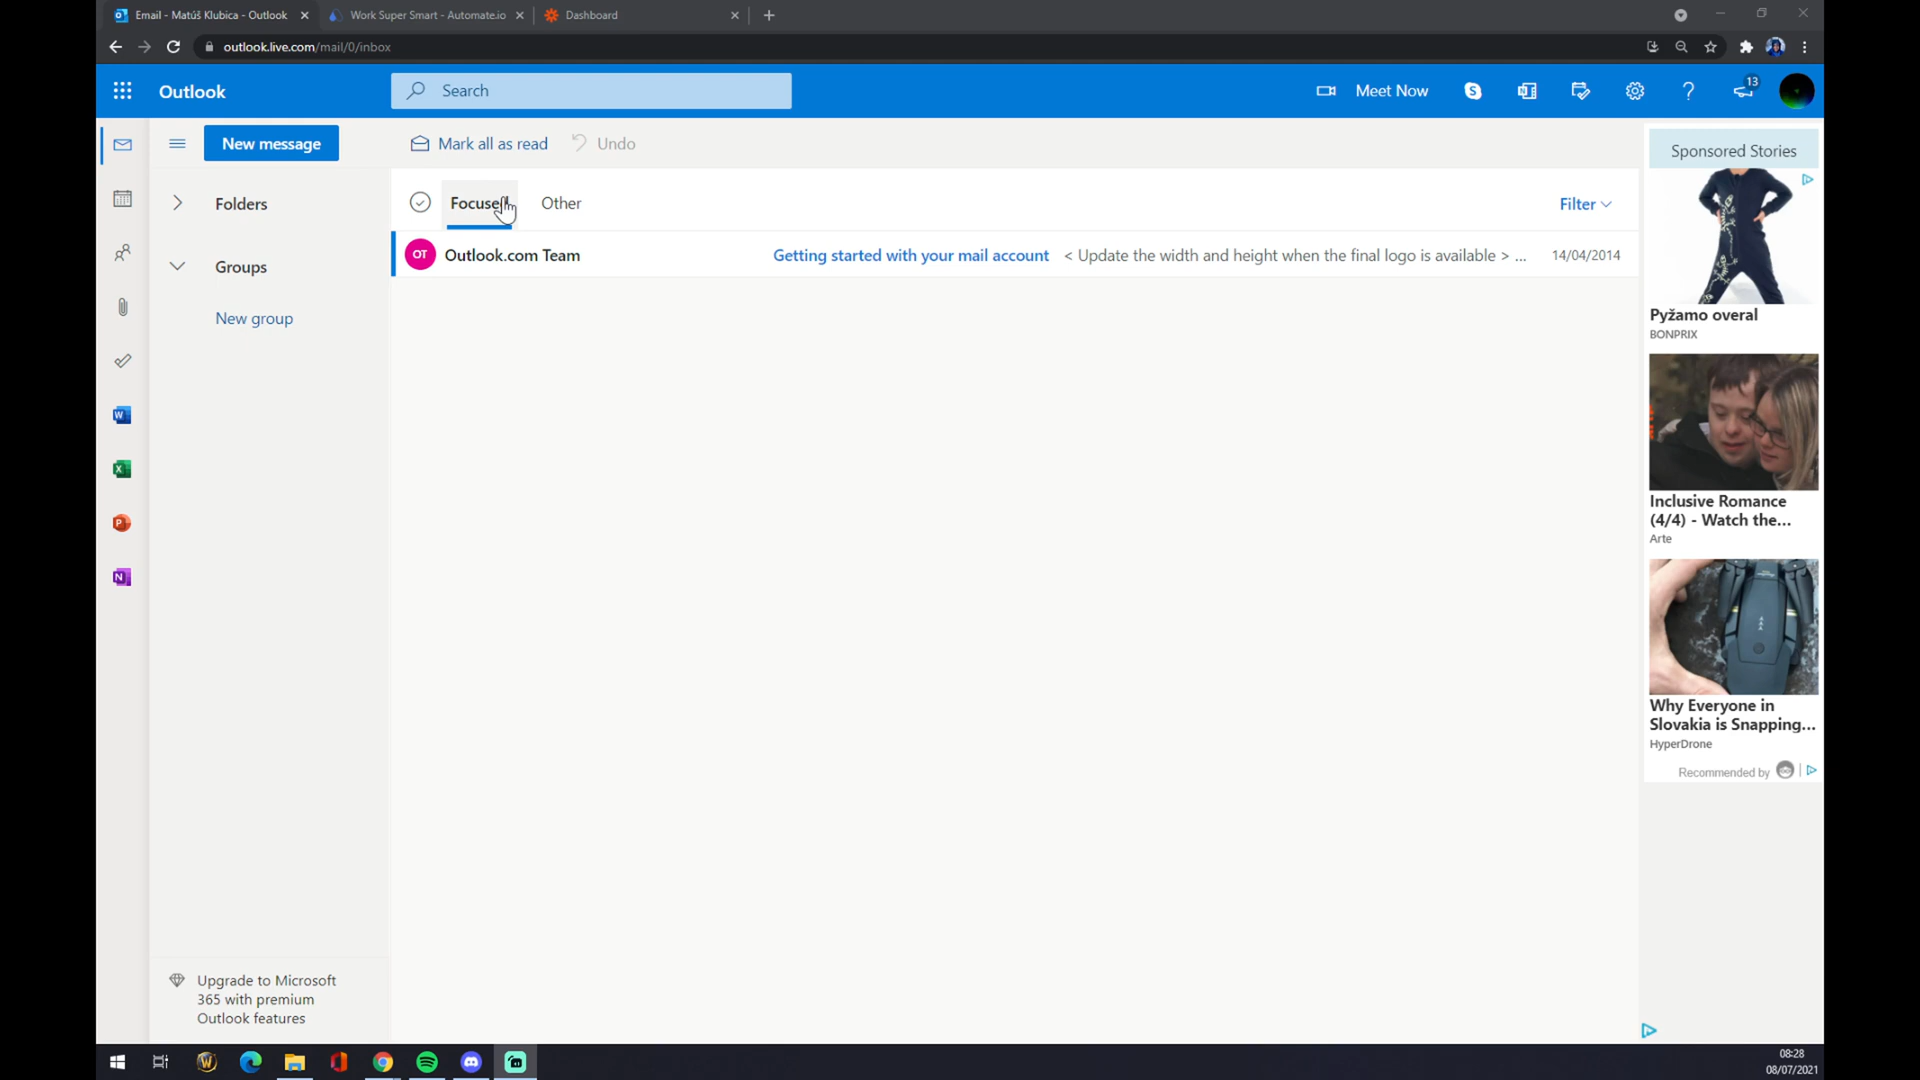 Email - Matúš Klubica - Outlook
Work Super Smart - Automate.io
Dashboard
outlook.live.com/mail/0/inbox
Outlook
Search
Meet Now
13
New message
Mark all as read
Undo
Folders
Groups
New group
Focused
Other
Filter
OT
Outlook.com Team
Getting started with your mail account
< Update the width and height when the final logo is available > ...
14/04/2014
Sponsored Stories
Pyžamo overal
BONPRIX
Inclusive Romance
(4/4) - Watch the...
Arte
Why Everyone in
Slovakia is Snapping...
HyperDrone
Recommended by
Upgrade to Microsoft
365 with premium
Outlook features
08:28
08/07/2021